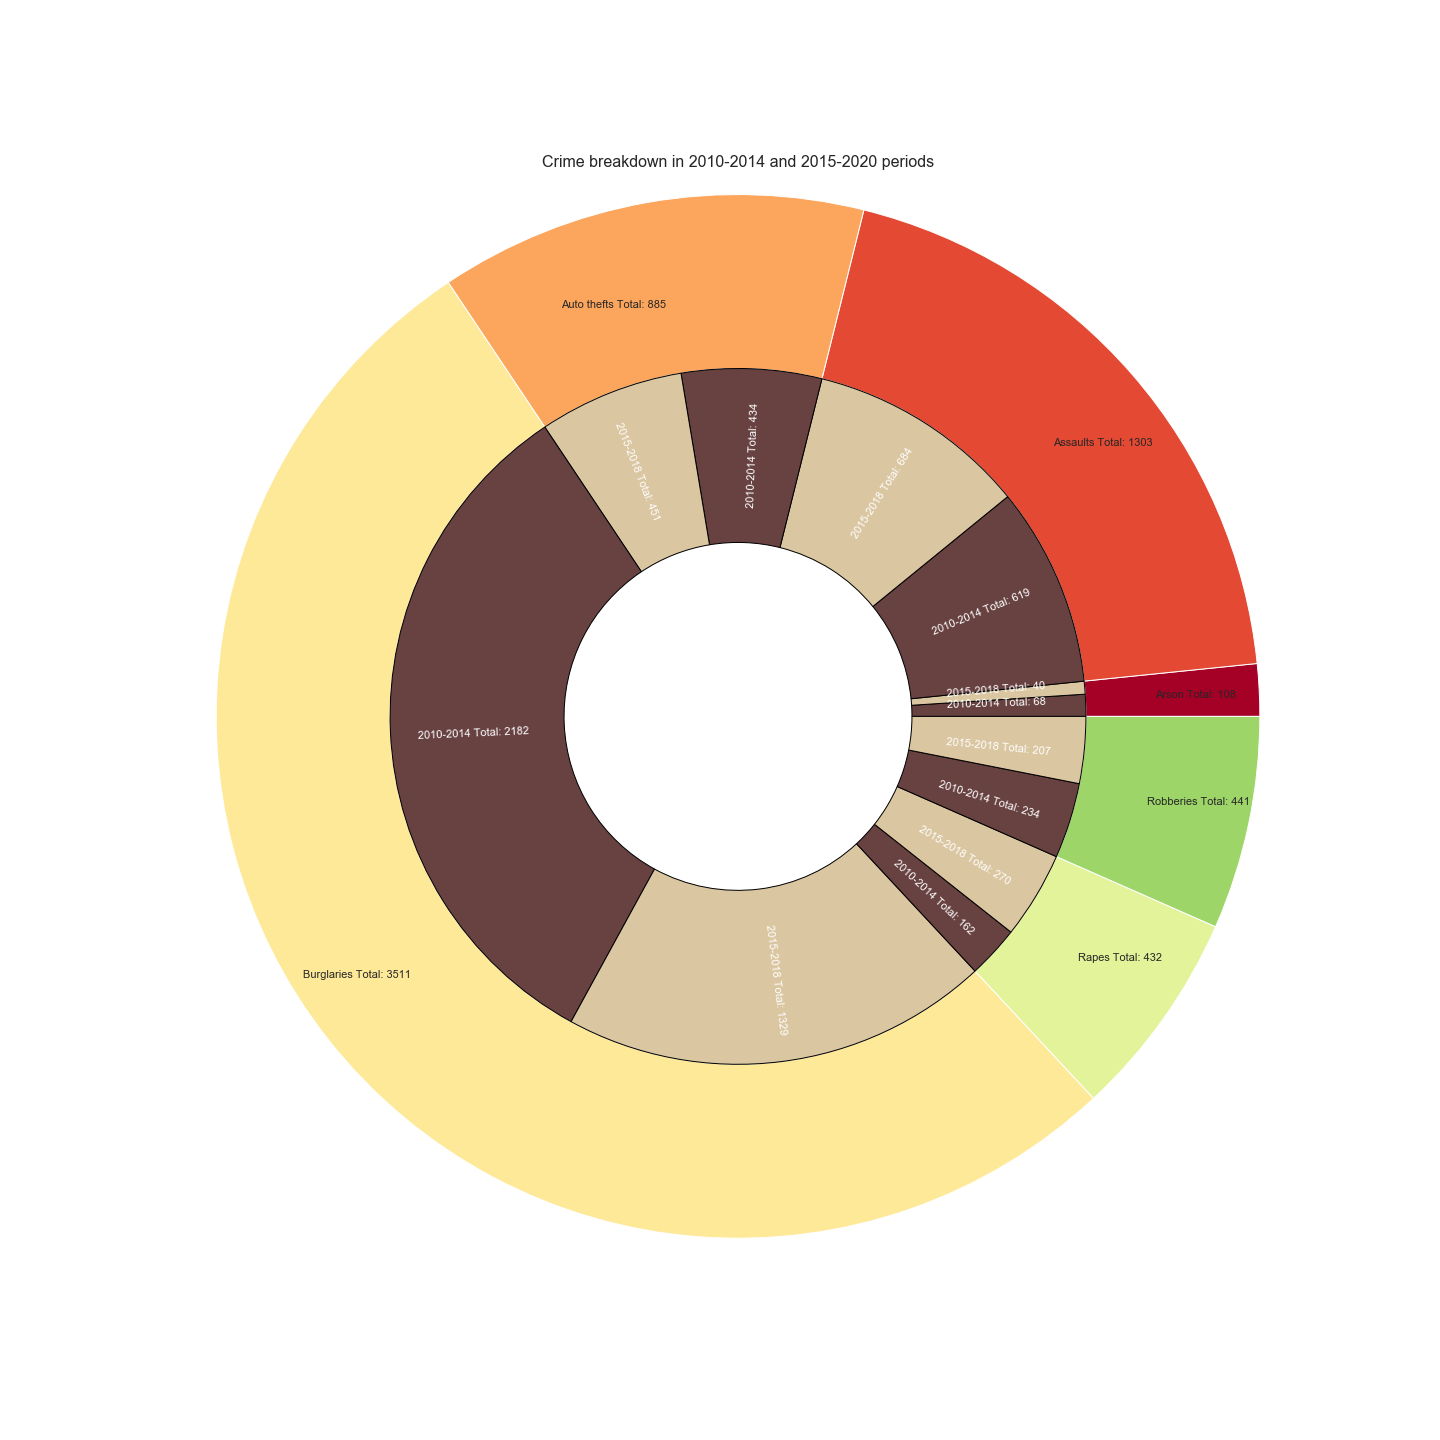 Crime breakdown in 2010-2014 and 2015-2020 periods
Auto thefts Total: 885
Assaults Total: 1303
2015-2018 Total: 451
2010-2014 Total: 434
2015-2018 Total: 684
2010-2014 Total: 619
2015-2018 Total: 40
Arson Total: 108
2010-2014 Total: 68
2010-2014 Total: 2182
2015-2018 Total: 207
2010-2014 Total: 234
Robberies Total: 441
2015-2018 Total: 270
2010-2014 Total: 162
Rapes Total: 432
Burglaries Total: 3511
2015-2018 Total: 1329